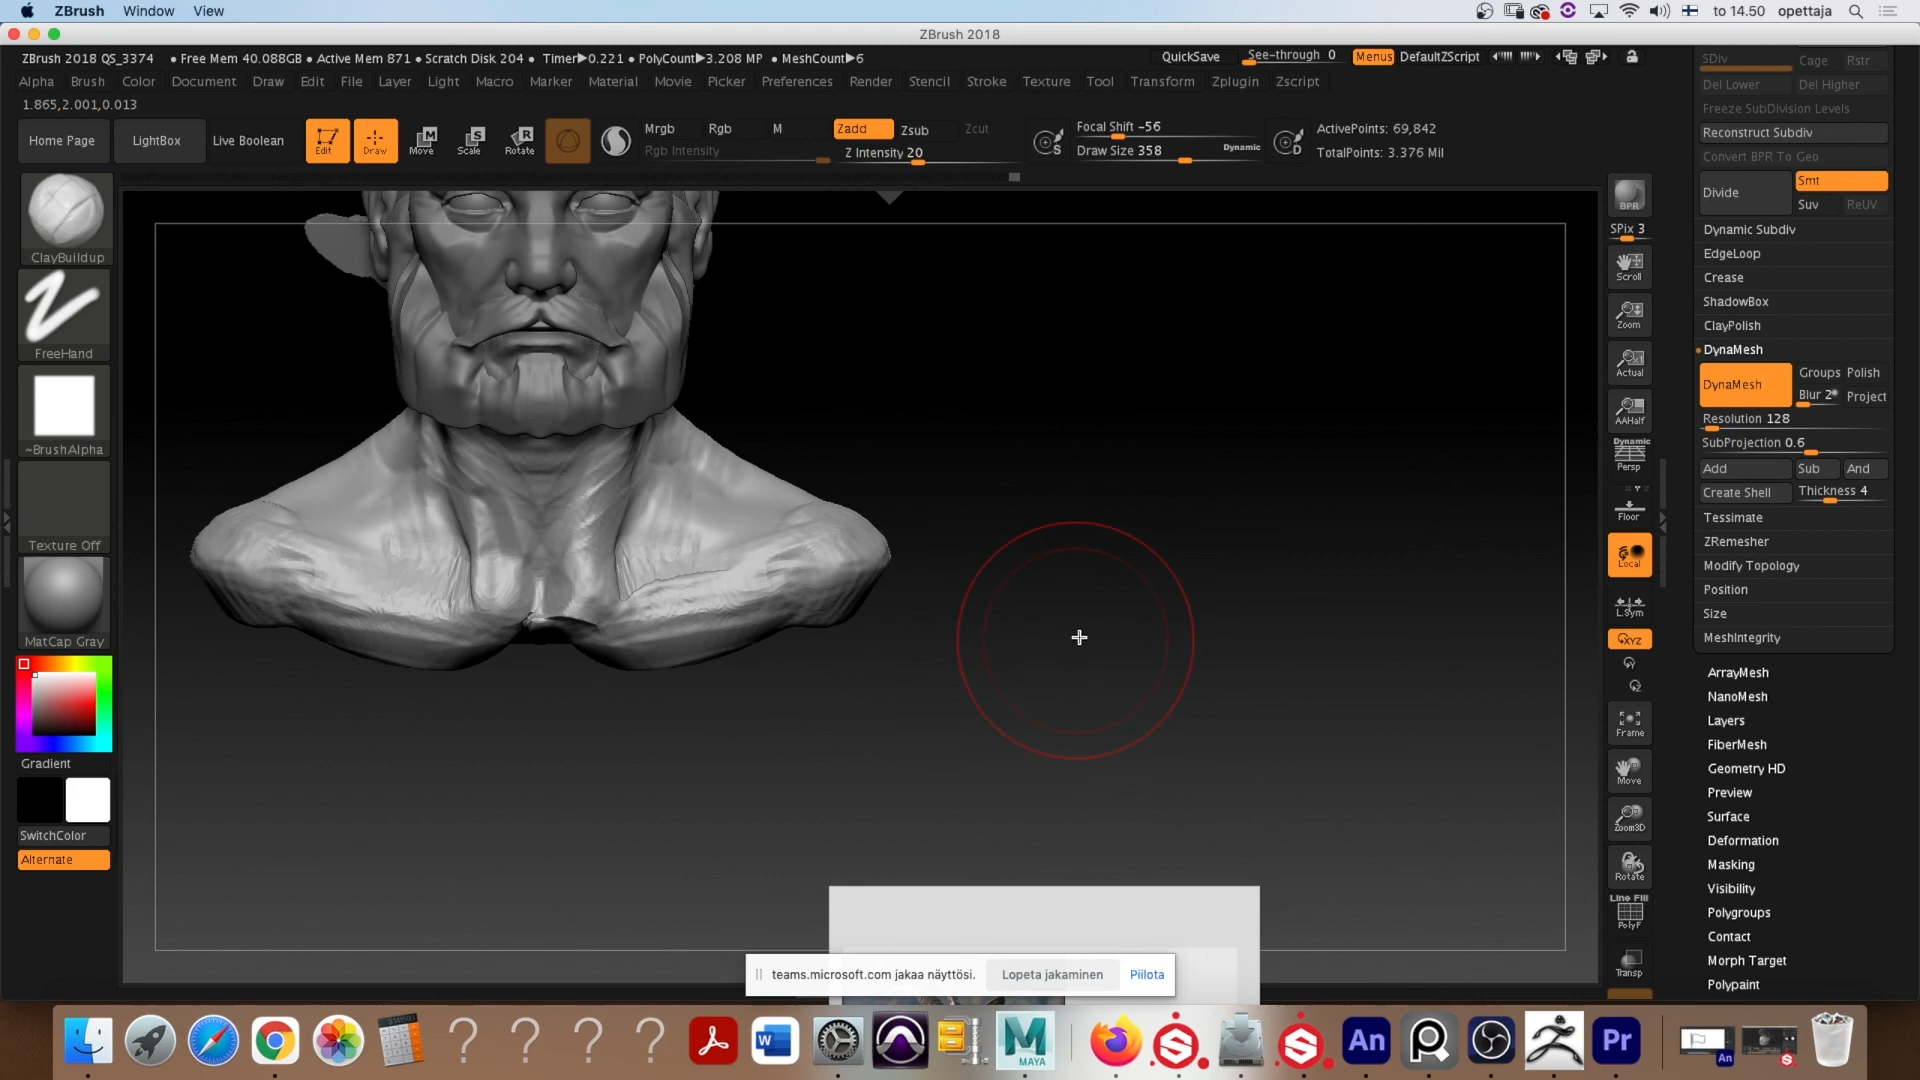 ZBrush Window View to 14.50 opettaja
ZBrush 2018
ZBrush 2018 QS_3374 • Free Mem 40.088GB • Active Mem 871 • Scratch Disk 204 • Timer▶0.221 • PolyCount▶3.208 MP • MeshCount▶6 QuickSave See-through 0 Menus DefaultZScript
Alpha Brush Color Document Draw Edit File Layer Light Macro Marker Material Movie Picker Preferences Render Stencil Stroke Texture Tool Transform Zplugin Zscript
1.865,2.001,0.013
Home Page LightBox Live Boolean Edit Draw Move Scale Rotate
Mrgb Rgb M Zadd Zsub Zcut
Rgb Intensity Z Intensity 20
Focal Shift -56
Draw Size 358 Dynamic
ActivePoints: 69,842
TotalPoints: 3.376 Mil
ClayBuildup
FreeHand
~BrushAlpha
Texture Off
MatCap Gray
Gradient
SwitchColor
Alternate
BPR
SPix 3
Scroll
Zoom
Actual
AAHalf
Dynamic
Persp
Floor
Local
L.Sym
XYZ
Frame
Move
Zoom3D
Rotate
Line Fill
PolyF
Transp
SDiv Cage Rstr
Del Lower Del Higher
Freeze SubDivision Levels
Reconstruct Subdiv
Convert BPR To Geo
Divide Smt
Suv ReUV
Dynamic Subdiv
EdgeLoop
Crease
ShadowBox
ClayPolish
DynaMesh
DynaMesh Groups Polish
Blur 2 Project
Resolution 128
SubProjection 0.6
Add Sub And
Create Shell Thickness 4
Tessimate
ZRemesher
Modify Topology
Position
Size
MeshIntegrity
ArrayMesh
NanoMesh
Layers
FiberMesh
Geometry HD
Preview
Surface
Deformation
Masking
Visibility
Polygroups
Contact
Morph Target
Polypaint
teams.microsoft.com jakaa näyttösi. Lopeta jakaminen Piilota
W MAYA An Pr An